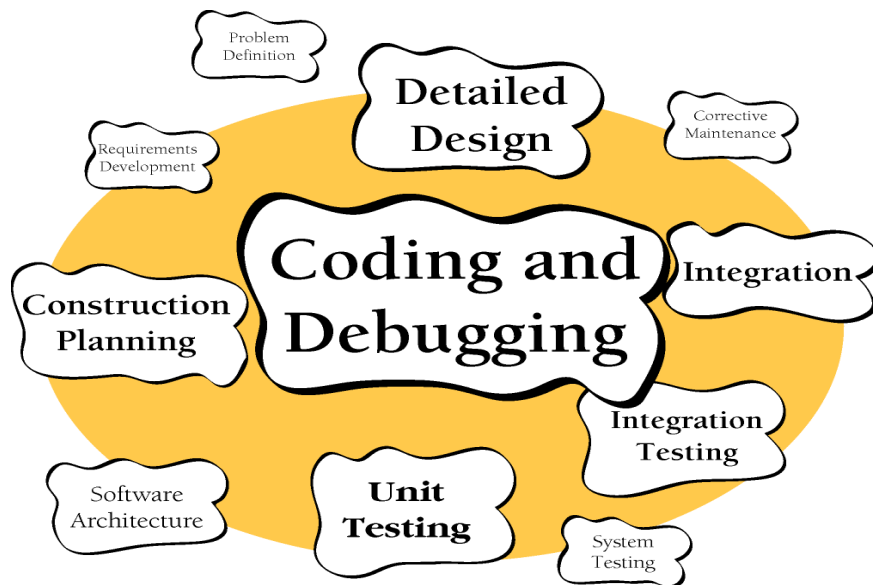 Problem
Definition
Detailed
Design
Corrective
Maintenance
Requirements
Development
Coding and
Debugging
Integration
Construction
Planning
Integration
Testing
Software
Architecture
Unit
Testing
System
Testing